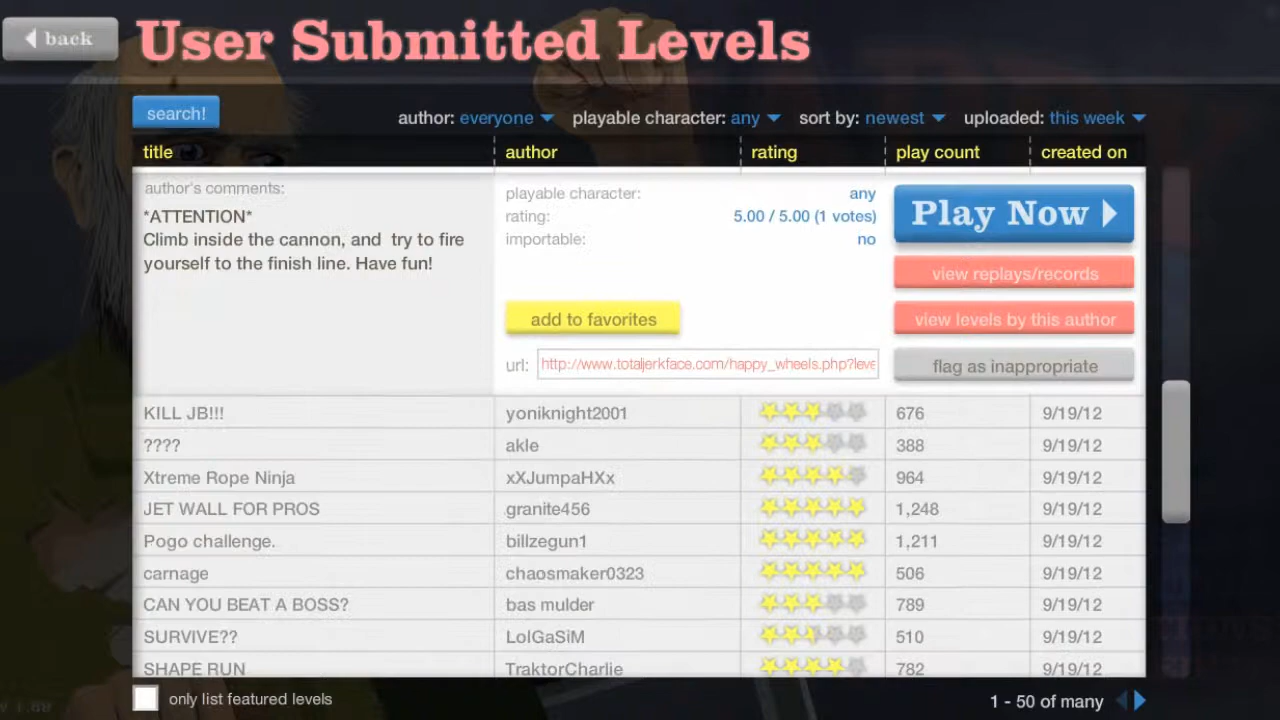 back
User Submitted Levels
search!
author: everyone
playable character: any
sort by: newest
uploaded: this week
title author rating play count created on
author's comments:
*ATTENTION*
Climb inside the cannon, and try to fire
yourself to the finish line. Have fun!
playable character: any
rating: 5.00 / 5.00 (1 votes)
importable: no
add to favorites
url: http://www.totaljerkface.com/happy_wheels.php?leve
Play Now
view replays/records
view levels by this author
flag as inappropriate
KILL JB!!! yoniknight2001 676 9/19/12
???? akle 388 9/19/12
Xtreme Rope Ninja xXJumpaHXx 964 9/19/12
JET WALL FOR PROS granite456 1,248 9/19/12
Pogo challenge. billzegun1 1,211 9/19/12
carnage chaosmaker0323 506 9/19/12
CAN YOU BEAT A BOSS? bas mulder 789 9/19/12
SURVIVE?? LolGaSiM 510 9/19/12
SHAPE RUN TraktorCharlie 782 9/19/12
only list featured levels
1 - 50 of many